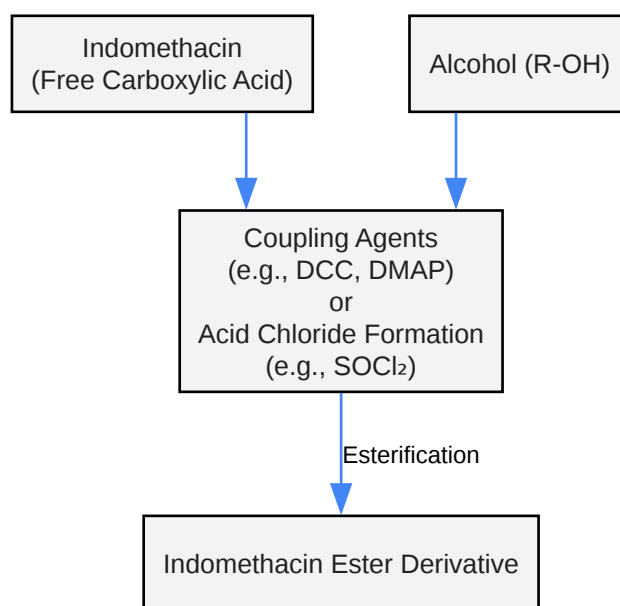 Indomethacin
(Free Carboxylic Acid)
Alcohol (R-OH)
Coupling Agents
(e.g., DCC, DMAP)
or
Acid Chloride Formation
(e.g., SOCl₂)
Esterification
Indomethacin Ester Derivative